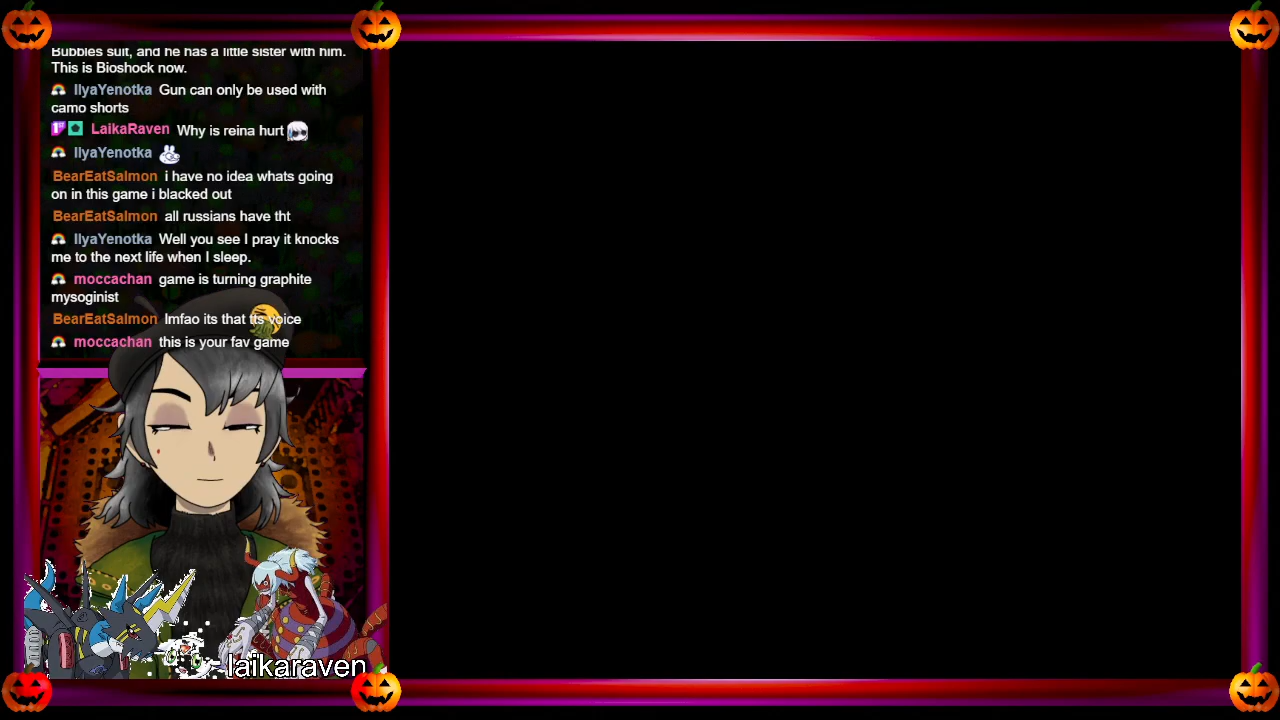 Bubbles suit, and he has a little sister with him.
This is Bioshock now.
IlyaYenotka Gun can only be used with
camo shorts
LaikaRaven Why is reina hurt
IlyaYenotka
BearEatSalmon i have no idea whats going
on in this game i blacked out
BearEatSalmon all russians have tht
IlyaYenotka Well you see I pray it knocks
me to the next life when I sleep.
moccachan game is turning graphite
mysoginist
BearEatSalmon lmfao its that tts voice
moccachan this is your fav game
laikaraven